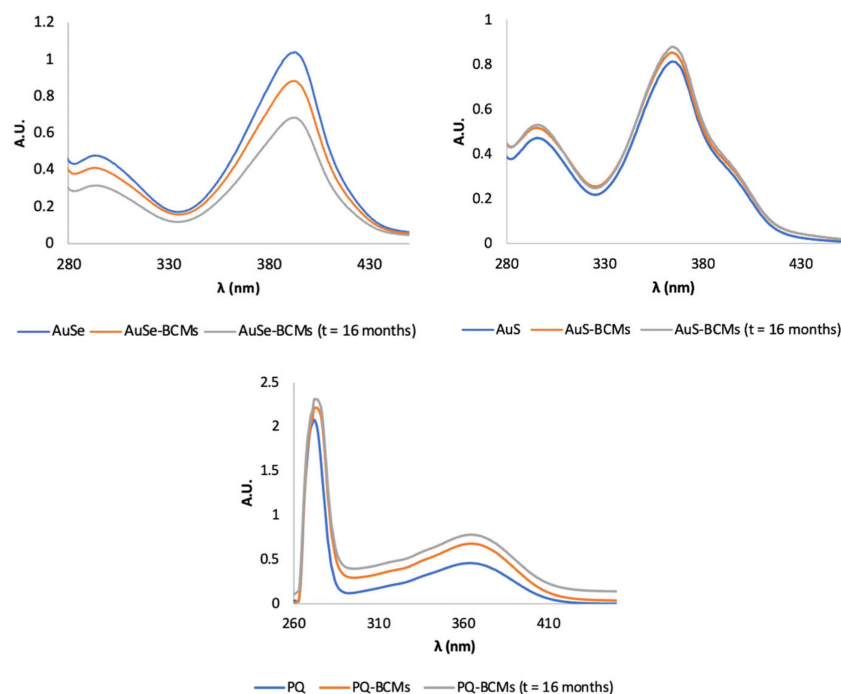 1.2
1
0.8
0.6
0.4
0.2
0
A.U.
280 330 380 430
λ (nm)
AuSe AuSe-BCMs AuSe-BCMs (t = 16 months)
1
0.8
0.6
0.4
0.2
0
A.U.
280 330 380 430
λ (nm)
AuS AuS-BCMs AuS-BCMs (t = 16 months)
2.5
2
1.5
1
0.5
0
A.U.
260 310 360 410
λ (nm)
PQ PQ-BCMs PQ-BCMs (t = 16 months)